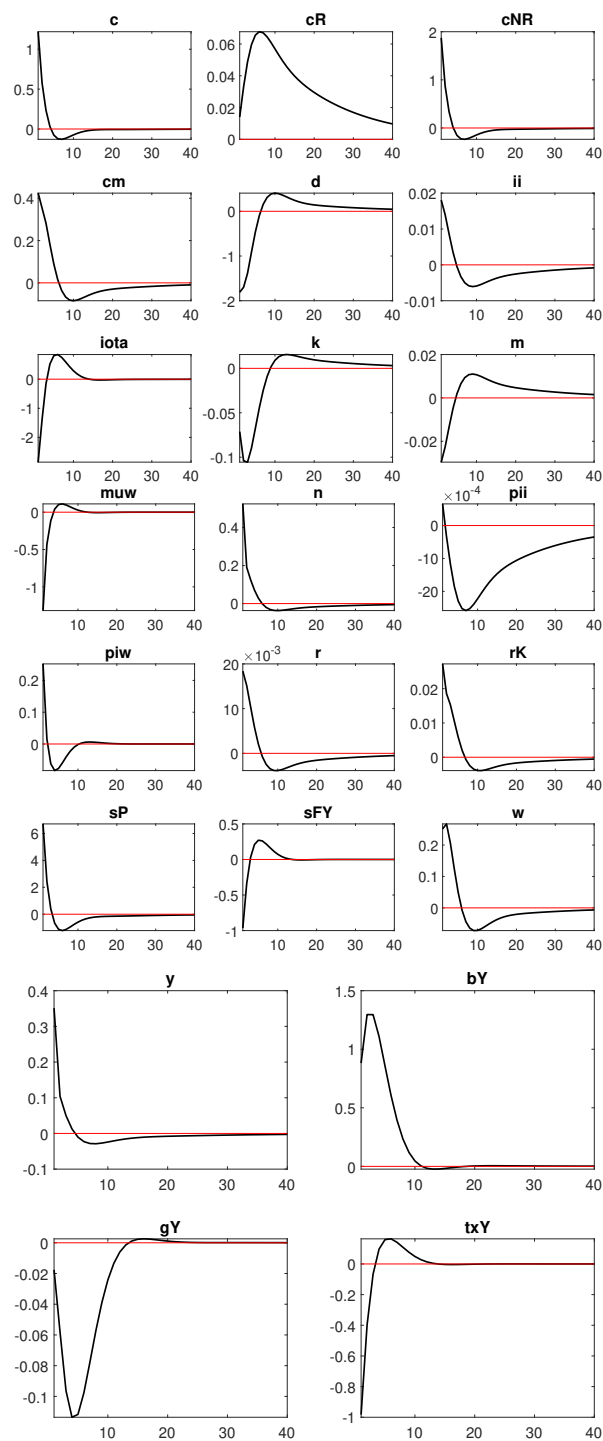 c cR cNR
1 0.5 0 10 20 30 40
0.06 0.04 0.02 0 10 20 30 40
2 1 0 10 20 30 40
cm d ii
0.4 0.2 0 10 20 30 40
0 -1 -2 10 20 30 40
0.02 0.01 0 -0.01 10 20 30 40
iota k m
0 -1 -2 10 20 30 40
0 -0.05 -0.1 10 20 30 40
0.02 0 -0.02 10 20 30 40
muw n pii
0 -0.5 -1 10 20 30 40
0.4 0.2 0 10 20 30 40
×10⁻⁴ 0 -10 -20 10 20 30 40
piw r rK
0.2 0.1 0 10 20 30 40
20 ×10⁻³ 10 0 10 20 30 40
0.02 0.01 0 10 20 30 40
sP sFY w
6 4 2 0 10 20 30 40
0.5 0 -0.5 -1 10 20 30 40
0.2 0.1 0 10 20 30 40
y bY
0.4 0.3 0.2 0.1 0 -0.1 10 20 30 40
1.5 1 0.5 0 10 20 30 40
gY txY
0 -0.02 -0.04 -0.06 -0.08 -0.1 10 20 30 40
0 -0.2 -0.4 -0.6 -0.8 -1 10 20 30 40